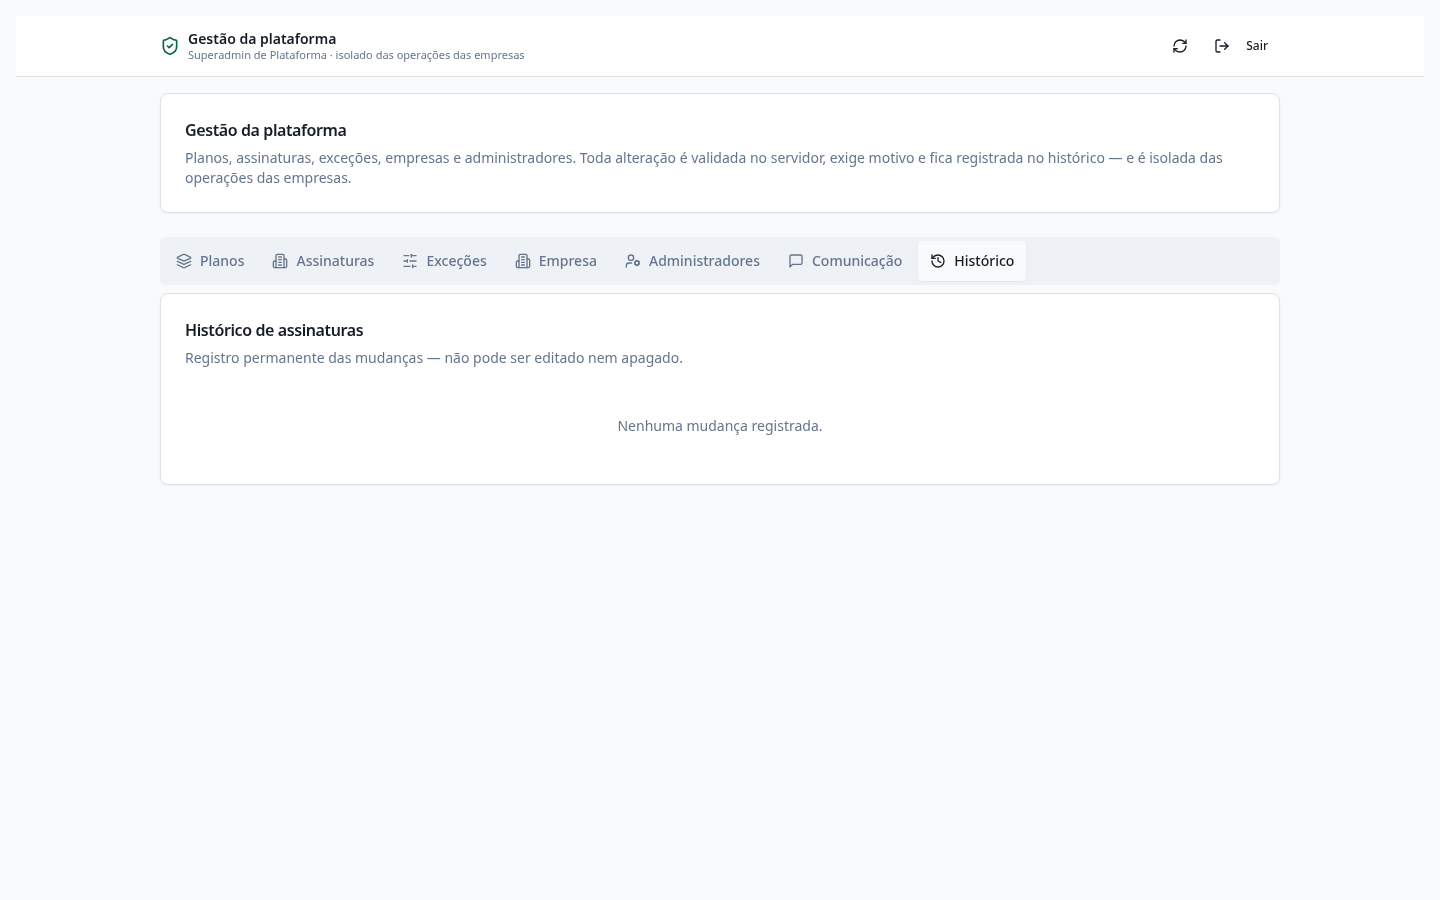 Gestão da plataforma
Superadmin de Plataforma · isolado das operações das empresas
Sair
Gestão da plataforma
Planos, assinaturas, exceções, empresas e administradores. Toda alteração é validada no servidor, exige motivo e fica registrada no histórico — e é isolada das
operações das empresas.
Planos
Assinaturas
Exceções
Empresa
Administradores
Comunicação
Histórico
Histórico de assinaturas
Registro permanente das mudanças — não pode ser editado nem apagado.
Nenhuma mudança registrada.